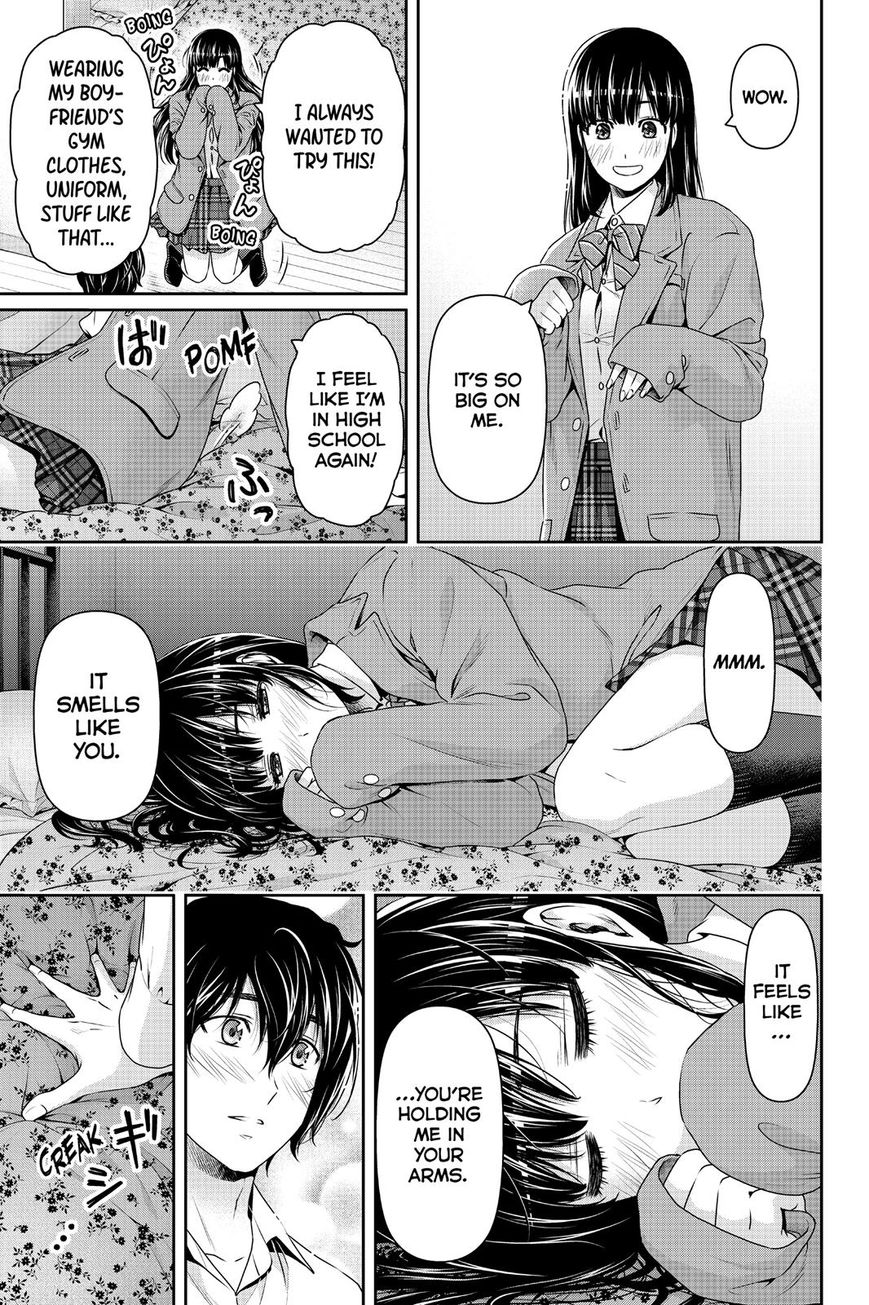 WOW.
IT'S SO
BIG ON
ME.
I ALWAYS
WANTED TO
TRY THIS!
BOING
ぴょん
WEARING
MY BOY-
FRIEND'S
GYM
CLOTHES,
UNIFORM,
STUFF LIKE
THAT...
ぴょん
BOING
ば
POMF
I FEEL
LIKE I'M
IN HIGH
SCHOOL
AGAIN!
ふっ
MMM.
IT
SMELLS
LIKE
YOU.
IT
FEELS
LIKE
...
...YOU'RE
HOLDING
ME IN
YOUR
ARMS.
CREAK
ギシ
...